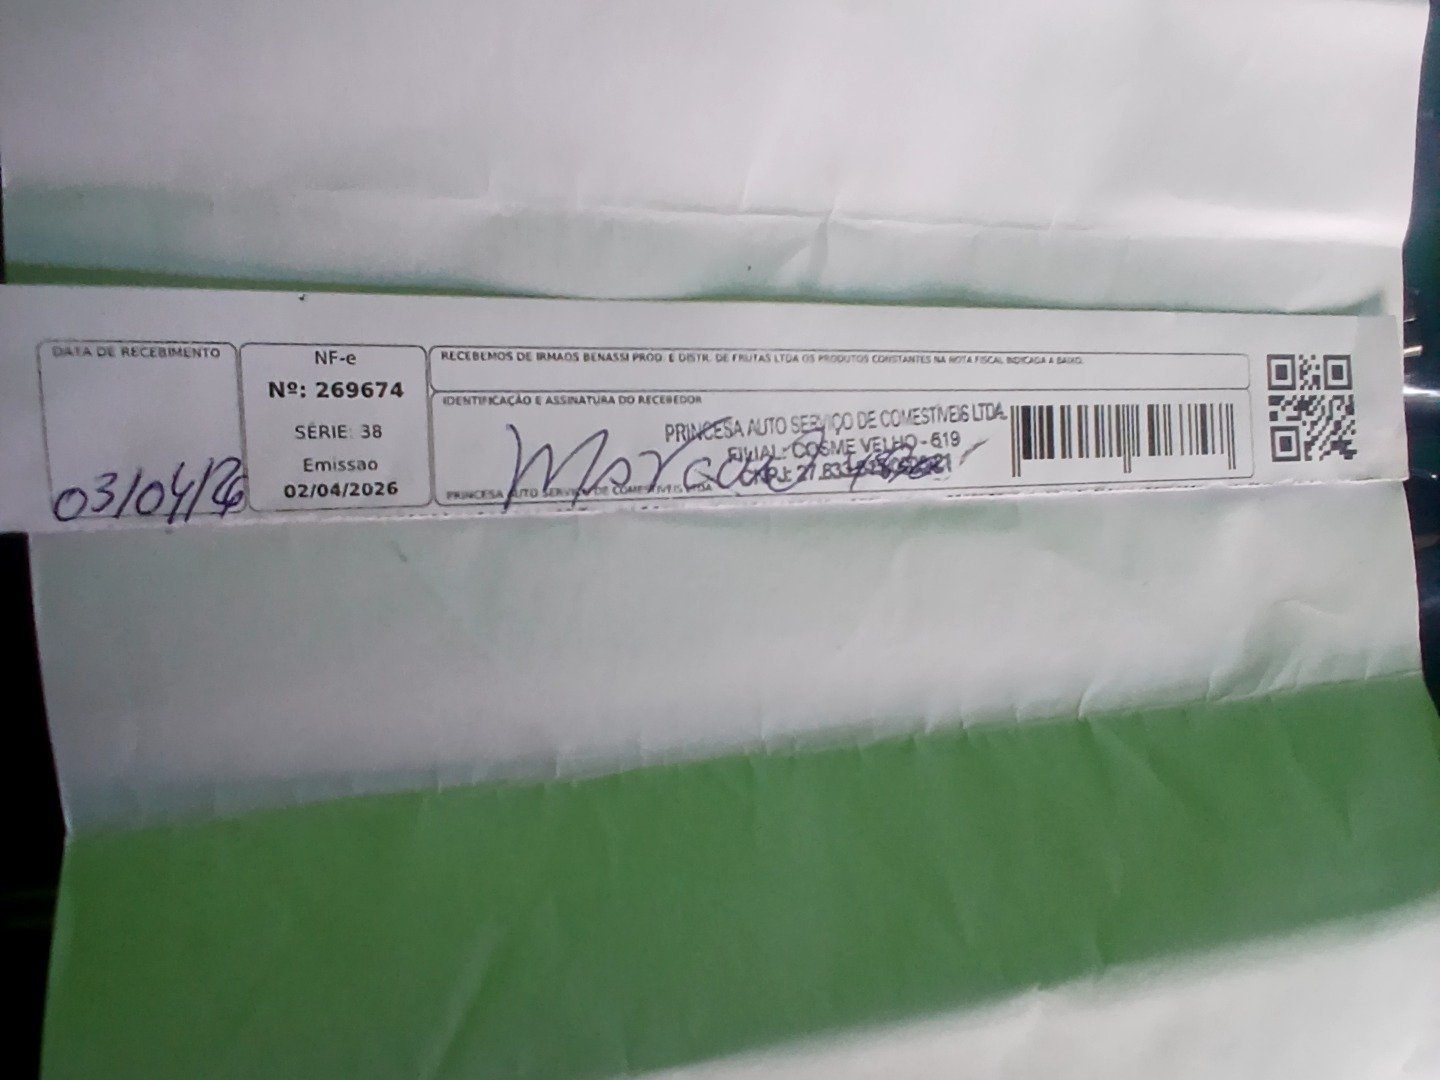 DATA DE RECEBIMENTO
03/04/26
NF-e
Nº: 269674
SÉRIE: 38
Emissao
02/04/2026
RECEBEMOS DE IRMAOS BENASSI PROD. E DISTR. DE FRUTAS LTDA OS PRODUTOS CONSTANTES NA NOTA FISCAL INDICADA A BAIXO.
IDENTIFICAÇÃO E ASSINATURA DO RECEBEDOR
PRINCESA AUTO SERVIÇO DE COMESTÍVEIS LTDA.
FILIAL: COSME VELHO - 619
PRINCESA AUTO SERVICO DE COMESTIVEIS LTDA